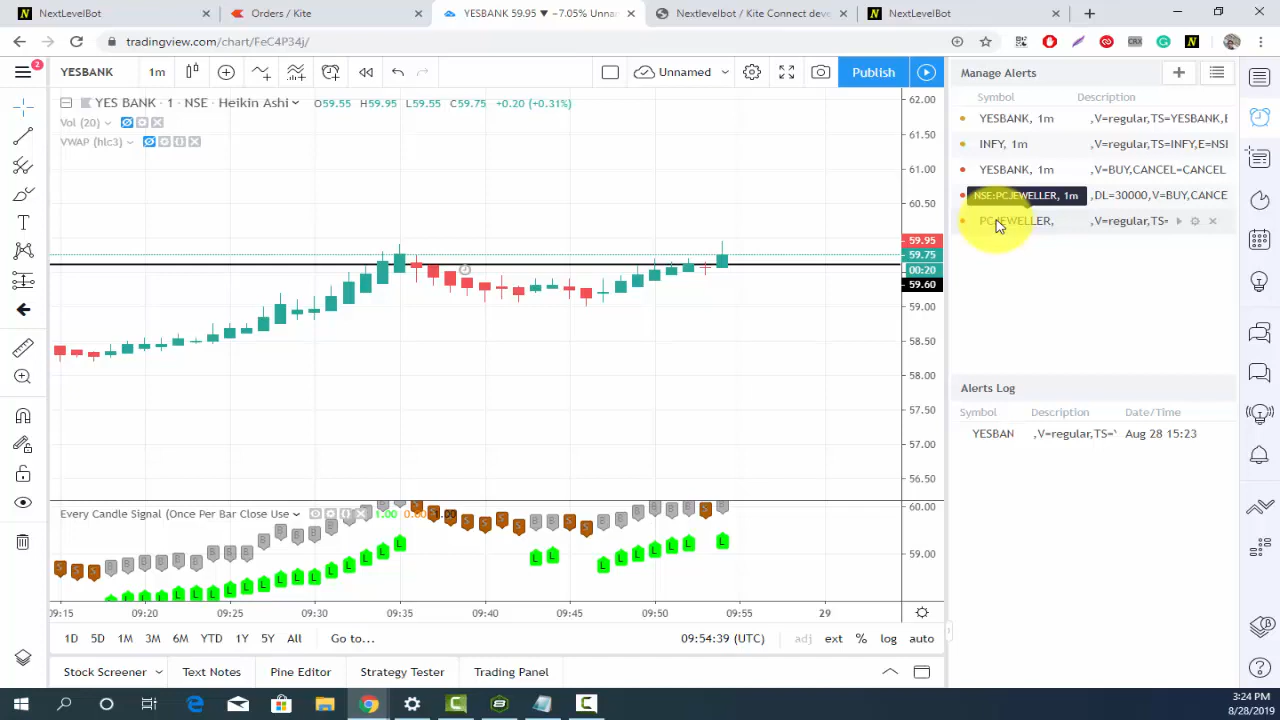 NextLevelBot
Orders / Kite
YESBANK 59.95 ▼ −7.05% Unna
Nextlevelbot / Kite Connect dev
NextLevelBot
tradingview.com/chart/FeC4P34j/
2
YESBANK
1m
Unnamed
Publish
YES BANK · 1 · NSE · Heikin Ashi
O59.55 H59.95 L59.55 C59.75 +0.20 (+0.31%)
Vol (20)
VWAP (hlc3)
62.00
61.50
61.00
60.50
59.95
59.75
00:20
59.60
59.00
58.50
58.00
57.50
57.00
56.50
Every Candle Signal (Once Per Bar Close Use
1.00
60.00
59.00
09:15 09:20 09:25 09:30 09:35 09:40 09:45 09:50 09:55 29
1D 5D 1M 3M 6M YTD 1Y 5Y All Go to...
09:54:39 (UTC) adj ext % log auto
Stock Screener Text Notes Pine Editor Strategy Tester Trading Panel
Manage Alerts
Symbol Description
YESBANK, 1m ,V=regular,TS=YESBANK,E
INFY, 1m ,V=regular,TS=INFY,E=NSI
YESBANK, 1m ,V=BUY,CANCEL=CANCEL
NSE:PCJEWELLER, 1m ,DL=30000,V=BUY,CANCE
PCJEWELLER, ,V=regular,TS=
Alerts Log
Symbol Description Date/Time
YESBAN ,V=regular,TS=Y Aug 28 15:23
3:24 PM
8/28/2019